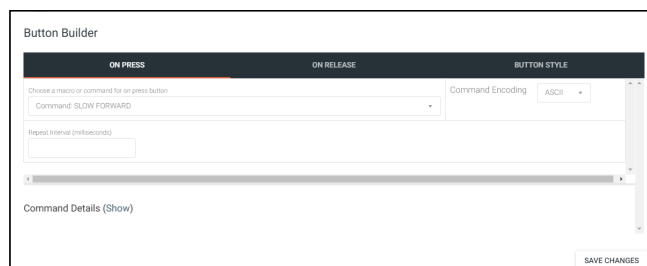 Button Builder
ON PRESS ON RELEASE BUTTON STYLE
Choose a macro or command for on press button
Command: SLOW FORWARD
Command Encoding ASCII
Repeat Interval (milliseconds)
Command Details (Show)
SAVE CHANGES